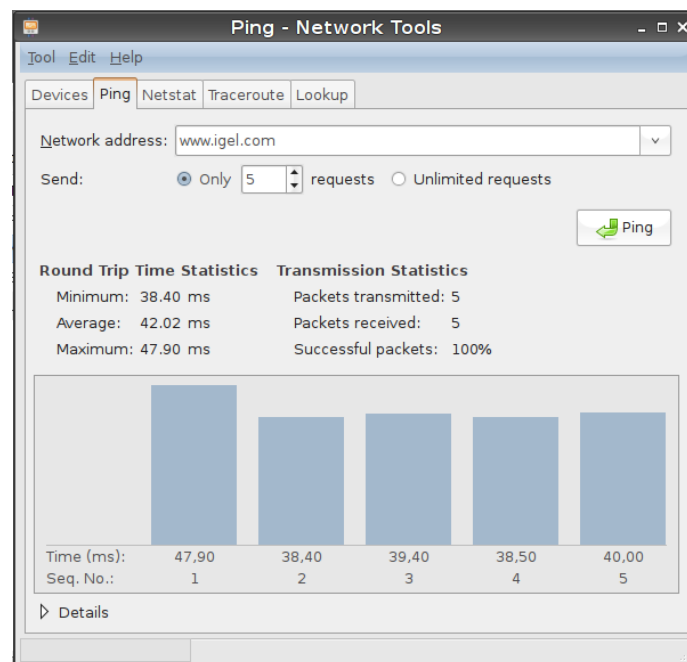 Ping - Network Tools
Tool Edit Help
Devices Ping Netstat Traceroute Lookup
Network address: www.igel.com
Send: Only 5 requests Unlimited requests
Ping
Round Trip Time Statistics Transmission Statistics
Minimum: 38.40 ms Packets transmitted: 5
Average: 42.02 ms Packets received: 5
Maximum: 47.90 ms Successful packets: 100%
Time (ms): 47,90 38,40 39,40 38,50 40,00
Seq. No.: 1 2 3 4 5
Details